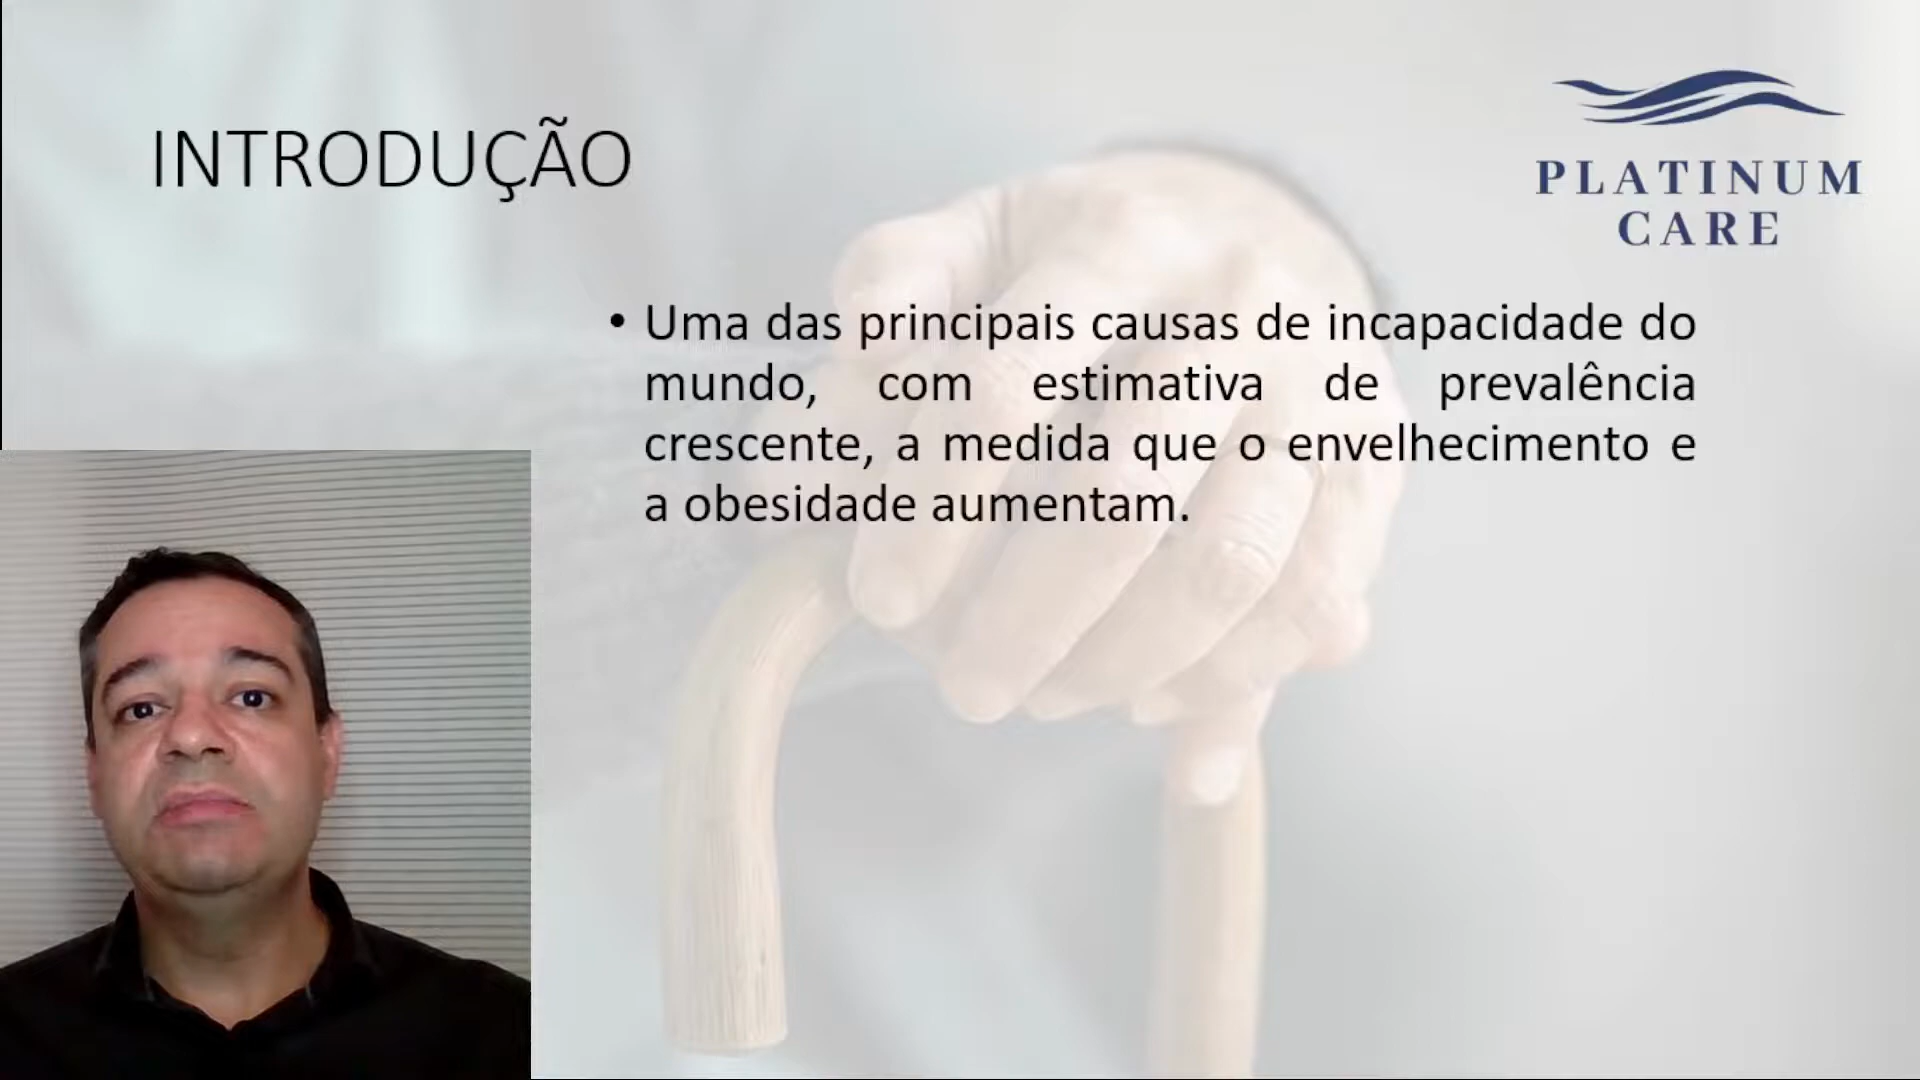 INTRODUÇÃO
PLATINUM
CARE
• Uma das principais causas de incapacidade do
mundo, com estimativa de prevalência
crescente, a medida que o envelhecimento e
a obesidade aumentam.